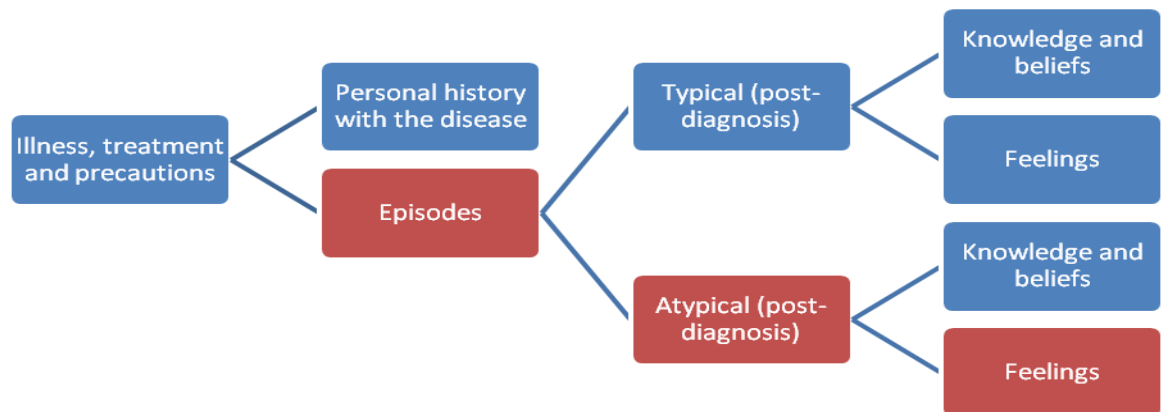 Illness, treatment
and precautions
Personal history
with the disease
Episodes
Typical (post-
diagnosis)
Atypical (post-
diagnosis)
Knowledge and
beliefs
Feelings
Knowledge and
beliefs
Feelings